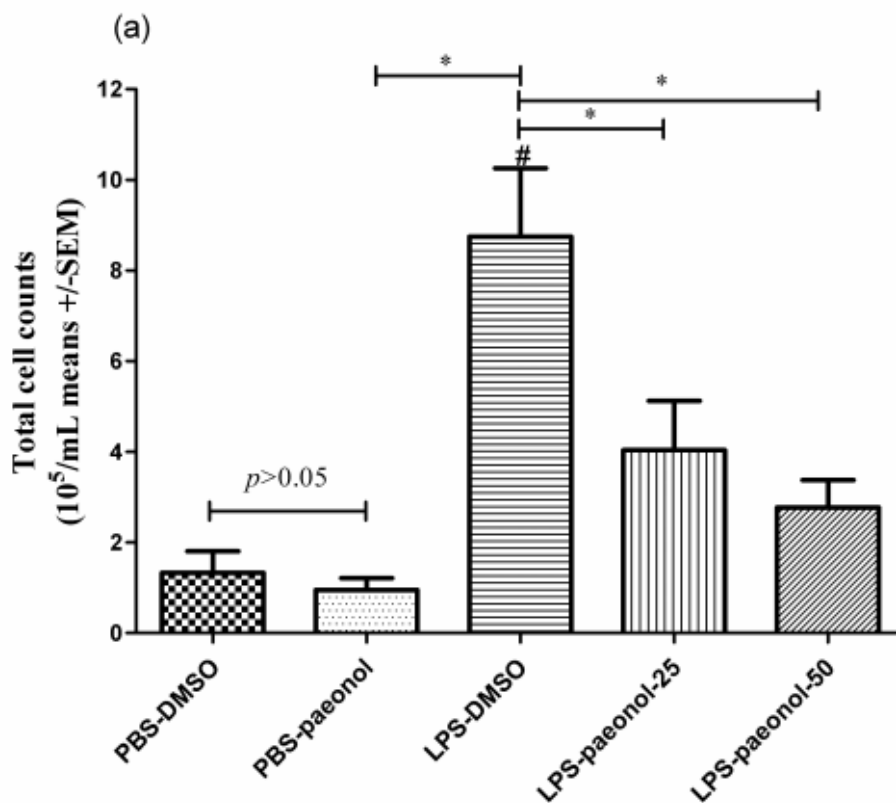 (a)
*
*
*
#
12
10
8
6
4
2
0
Total cell counts
(10⁵/mL means +/-SEM)
p>0.05
PBS-DMSO
PBS-paeonol
LPS-DMSO
LPS-paeonol-25
LPS-paeonol-50